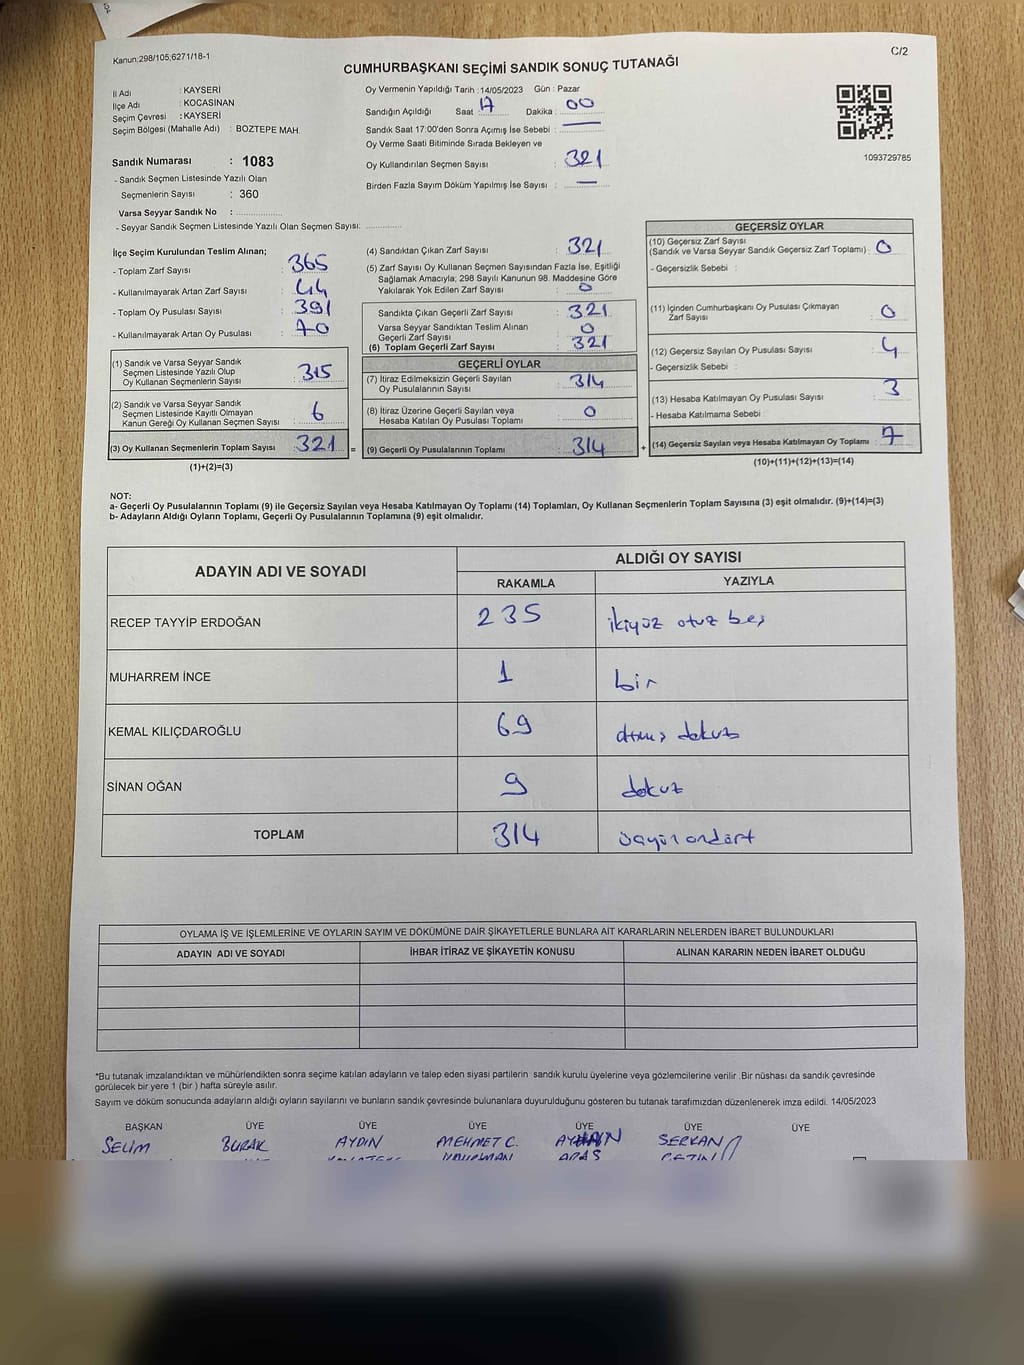 Kanun:298/105;6271/18-1
C/2
CUMHURBAŞKANI SEÇİMİ SANDIK SONUÇ TUTANAĞI
İl Adı : KAYSERİ
İlçe Adı : KOCASİNAN
Seçim Çevresi : KAYSERİ
Seçim Bölgesi (Mahalle Adı) : BOZTEPE MAH.
Sandık Numarası : 1083
- Sandık Seçmen Listesinde Yazılı Olan
Seçmenlerin Sayısı : 360
Varsa Seyyar Sandık No : ................
- Seyyar Sandık Seçmen Listesinde Yazılı Olan Seçmen Sayısı: ............
Oy Vermenin Yapıldığı Tarih :14/05/2023 Gün : Pazar
Sandığın Açıldığı Saat 17 Dakika : 00
Sandık Saat 17:00'den Sonra Açımış İse Sebebi : —
Oy Verme Saati Bitiminde Sırada Bekleyen ve
Oy Kullandırılan Seçmen Sayısı : 321
Birden Fazla Sayım Döküm Yapılmış İse Sayısı : —
1093729785
İlçe Seçim Kurulundan Teslim Alınan;
- Toplam Zarf Sayısı : 365
- Kullanılmayarak Artan Zarf Sayısı : 44
- Toplam Oy Pusulası Sayısı : 391
- Kullanılmayarak Artan Oy Pusulası : 70
(1) Sandık ve Varsa Seyyar Sandık
Seçmen Listesinde Yazılı Olup
Oy Kullanan Seçmenlerin Sayısı : 315
(2) Sandık ve Varsa Seyyar Sandık
Seçmen Listesinde Kayıtlı Olmayan
Kanun Gereği Oy Kullanan Seçmen Sayısı : 6
(3) Oy Kullanan Seçmenlerin Toplam Sayısı : 321
(1)+(2)=(3)
(4) Sandıktan Çıkan Zarf Sayısı : 321
(5) Zarf Sayısı Oy Kullanan Seçmen Sayısından Fazla İse, Eşitliği
Sağlamak Amacıyla; 298 Sayılı Kanunun 98. Maddesine Göre
Yakılarak Yok Edilen Zarf Sayısı : 0
Sandıkta Çıkan Geçerli Zarf Sayısı : 321
Varsa Seyyar Sandıktan Teslim Alınan
Geçerli Zarf Sayısı : 0
(6) Toplam Geçerli Zarf Sayısı : 321
GEÇERLİ OYLAR
(7) İtiraz Edilmeksizin Geçerli Sayılan
Oy Pusulalarının Sayısı : 314
(8) İtiraz Üzerine Geçerli Sayılan veya
Hesaba Katılan Oy Pusulası Toplamı : 0
= (9) Geçerli Oy Pusulalarının Toplamı : 314 +
GEÇERSİZ OYLAR
(10) Geçersiz Zarf Sayısı
(Sandık ve Varsa Seyyar Sandık Geçersiz Zarf Toplamı) : 0
- Geçersizlik Sebebi :
(11) İçinden Cumhurbaşkanı Oy Pusulası Çıkmayan
Zarf Sayısı : 0
(12) Geçersiz Sayılan Oy Pusulası Sayısı : 4
- Geçersizlik Sebebi :
(13) Hesaba Katılmayan Oy Pusulası Sayısı : 3
- Hesaba Katılmama Sebebi :
(14) Geçersiz Sayılan veya Hesaba Katılmayan Oy Toplamı : 7
(10)+(11)+(12)+(13)=(14)
NOT:
a- Geçerli Oy Pusulalarının Toplamı (9) ile Geçersiz Sayılan veya Hesaba Katılmayan Oy Toplamı (14) Toplamları, Oy Kullanan Seçmenlerin Toplam Sayısına (3) eşit olmalıdır. (9)+(14)=(3)
b- Adayların Aldığı Oyların Toplamı, Geçerli Oy Pusulalarının Toplamına (9) eşit olmalıdır.
ADAYIN ADI VE SOYADI ALDIĞI OY SAYISI
RAKAMLA YAZIYLA
RECEP TAYYİP ERDOĞAN 235 ikiyüz otuz beş
MUHARREM İNCE 1 bir
KEMAL KILIÇDAROĞLU 69 dokuz
SİNAN OĞAN 9 dokuz
TOPLAM 314
OYLAMA İŞ VE İŞLEMLERİNE VE OYLARIN SAYIM VE DÖKÜMÜNE DAİR ŞİKAYETLERLE BUNLARA AİT KARARLARIN NELERDEN İBARET BULUNDUKLARI
ADAYIN ADI VE SOYADI İHBAR İTİRAZ VE ŞİKAYETİN KONUSU ALINAN KARARIN NEDEN İBARET OLDUĞU
*Bu tutanak imzalandıktan ve mühürlendikten sonra seçime katılan adayların ve talep eden siyasi partilerin sandık kurulu üyelerine veya gözlemcilerine verilir .Bir nüshası da sandık çevresinde
görülecek bir yere 1 (bir ) hafta süreyle asılır.
Sayım ve döküm sonucunda adayların aldığı oyların sayılarını ve bunların sandık çevresinde bulunanlara duyurulduğunu gösteren bu tutanak tarafımızdan düzenlenerek imza edildi. 14/05/2023
BAŞKAN ÜYE ÜYE ÜYE ÜYE ÜYE ÜYE
SELİM BURAK AYDIN MEHMET C. SERKAN